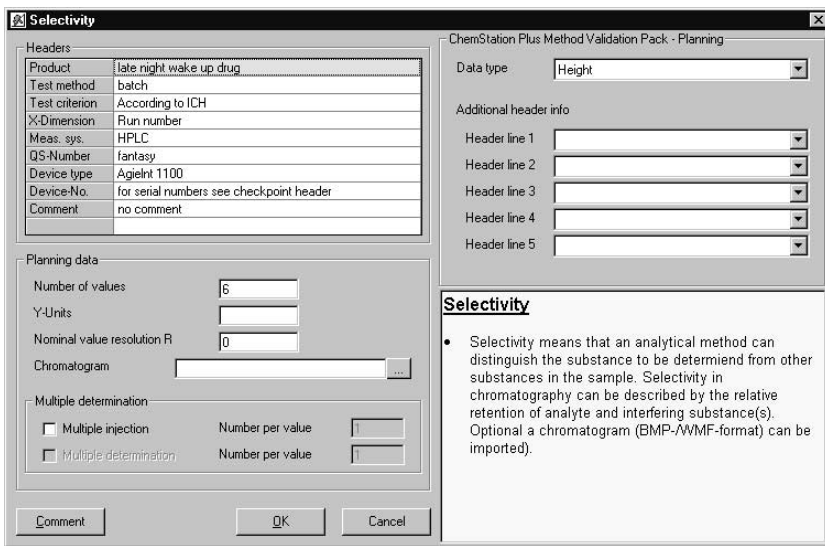 Selectivity
Headers
Product late night wake up drug
Test method batch
Test criterion According to ICH
X-Dimension Run number
Meas. sys. HPLC
QS-Number fantasy
Device type Agielnt 1100
Device-No. for serial numbers see checkpoint header
Comment no comment
Planning data
Number of values 6
Y-Units
Nominal value resolution R 0
Chromatogram ...
Multiple determination
Multiple injection Number per value 1
Multiple determination Number per value 1
Comment OK Cancel
ChemStation Plus Method Validation Pack - Planning
Data type Height
Additional header info
Header line 1
Header line 2
Header line 3
Header line 4
Header line 5
Selectivity
• Selectivity means that an analytical method can
distinguish the substance to be determiend from other
substances in the sample. Selectivity in
chromatography can be described by the relative
retention of analyte and interfering substance(s).
Optional a chromatogram (BMP-/WMF-format) can be
imported).